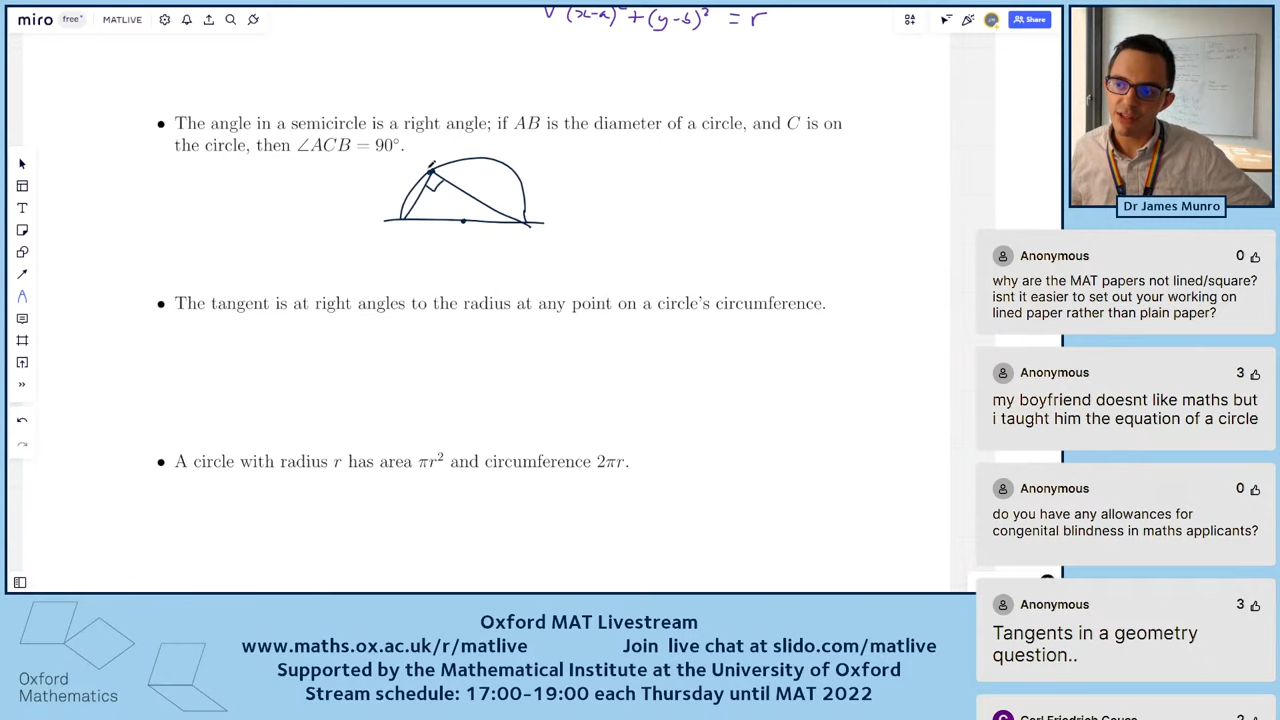 miro free MATLIVE Share
√(x-a)² + (y-b)² = r
• The angle in a semicircle is a right angle; if AB is the diameter of a circle, and C is on
the circle, then ∠ACB = 90°.
• The tangent is at right angles to the radius at any point on a circle's circumference.
• A circle with radius r has area πr² and circumference 2πr.
Dr James Munro
Anonymous 0
why are the MAT papers not lined/square?
isnt it easier to set out your working on
lined paper rather than plain paper?
Anonymous 3
my boyfriend doesnt like maths but
i taught him the equation of a circle
Anonymous 0
do you have any allowances for
congenital blindness in maths applicants?
Anonymous 3
Tangents in a geometry
question..
Oxford
Mathematics
Oxford MAT Livestream
www.maths.ox.ac.uk/r/matlive Join live chat at slido.com/matlive
Supported by the Mathematical Institute at the University of Oxford
Stream schedule: 17:00-19:00 each Thursday until MAT 2022